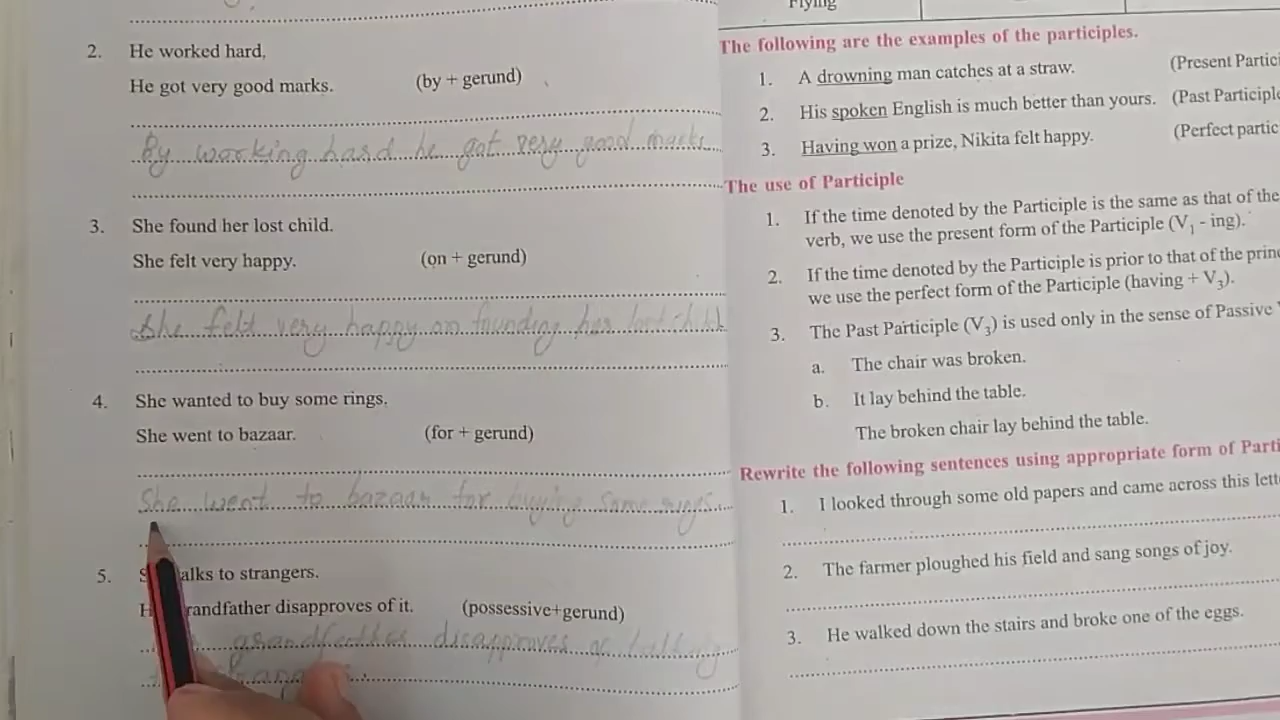 2. He worked hard,
He got very good marks. (by + gerund)
By working hard he got very good marks
3. She found her lost child.
She felt very happy. (on + gerund)
She felt very happy on founding her lost child
4. She wanted to buy some rings.
She went to bazaar. (for + gerund)
She went to bazaar for buying some rings.
5. S alks to strangers.
H randfather disapproves of it. (possessive+gerund)
grandfather disapproves of talking
Flying
The following are the examples of the participles.
1. A drowning man catches at a straw. (Present Partici
2. His spoken English is much better than yours. (Past Participle
3. Having won a prize, Nikita felt happy. (Perfect partic
The use of Participle
1. If the time denoted by the Participle is the same as that of the
verb, we use the present form of the Participle (V₁ - ing).
2. If the time denoted by the Participle is prior to that of the prin
we use the perfect form of the Participle (having + V₃).
3. The Past Participle (V₃) is used only in the sense of Passive
a. The chair was broken.
b. It lay behind the table.
The broken chair lay behind the table.
Rewrite the following sentences using appropriate form of Parti
1. I looked through some old papers and came across this lett
2. The farmer ploughed his field and sang songs of joy.
3. He walked down the stairs and broke one of the eggs.